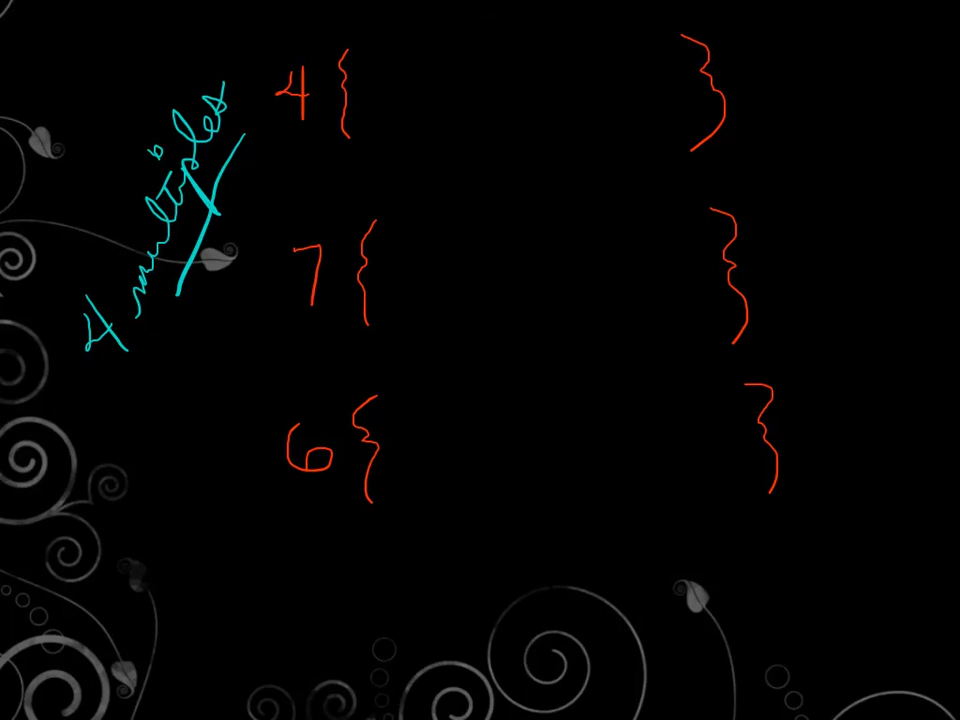 4 multiples
4 { }
7 { }
6 { }